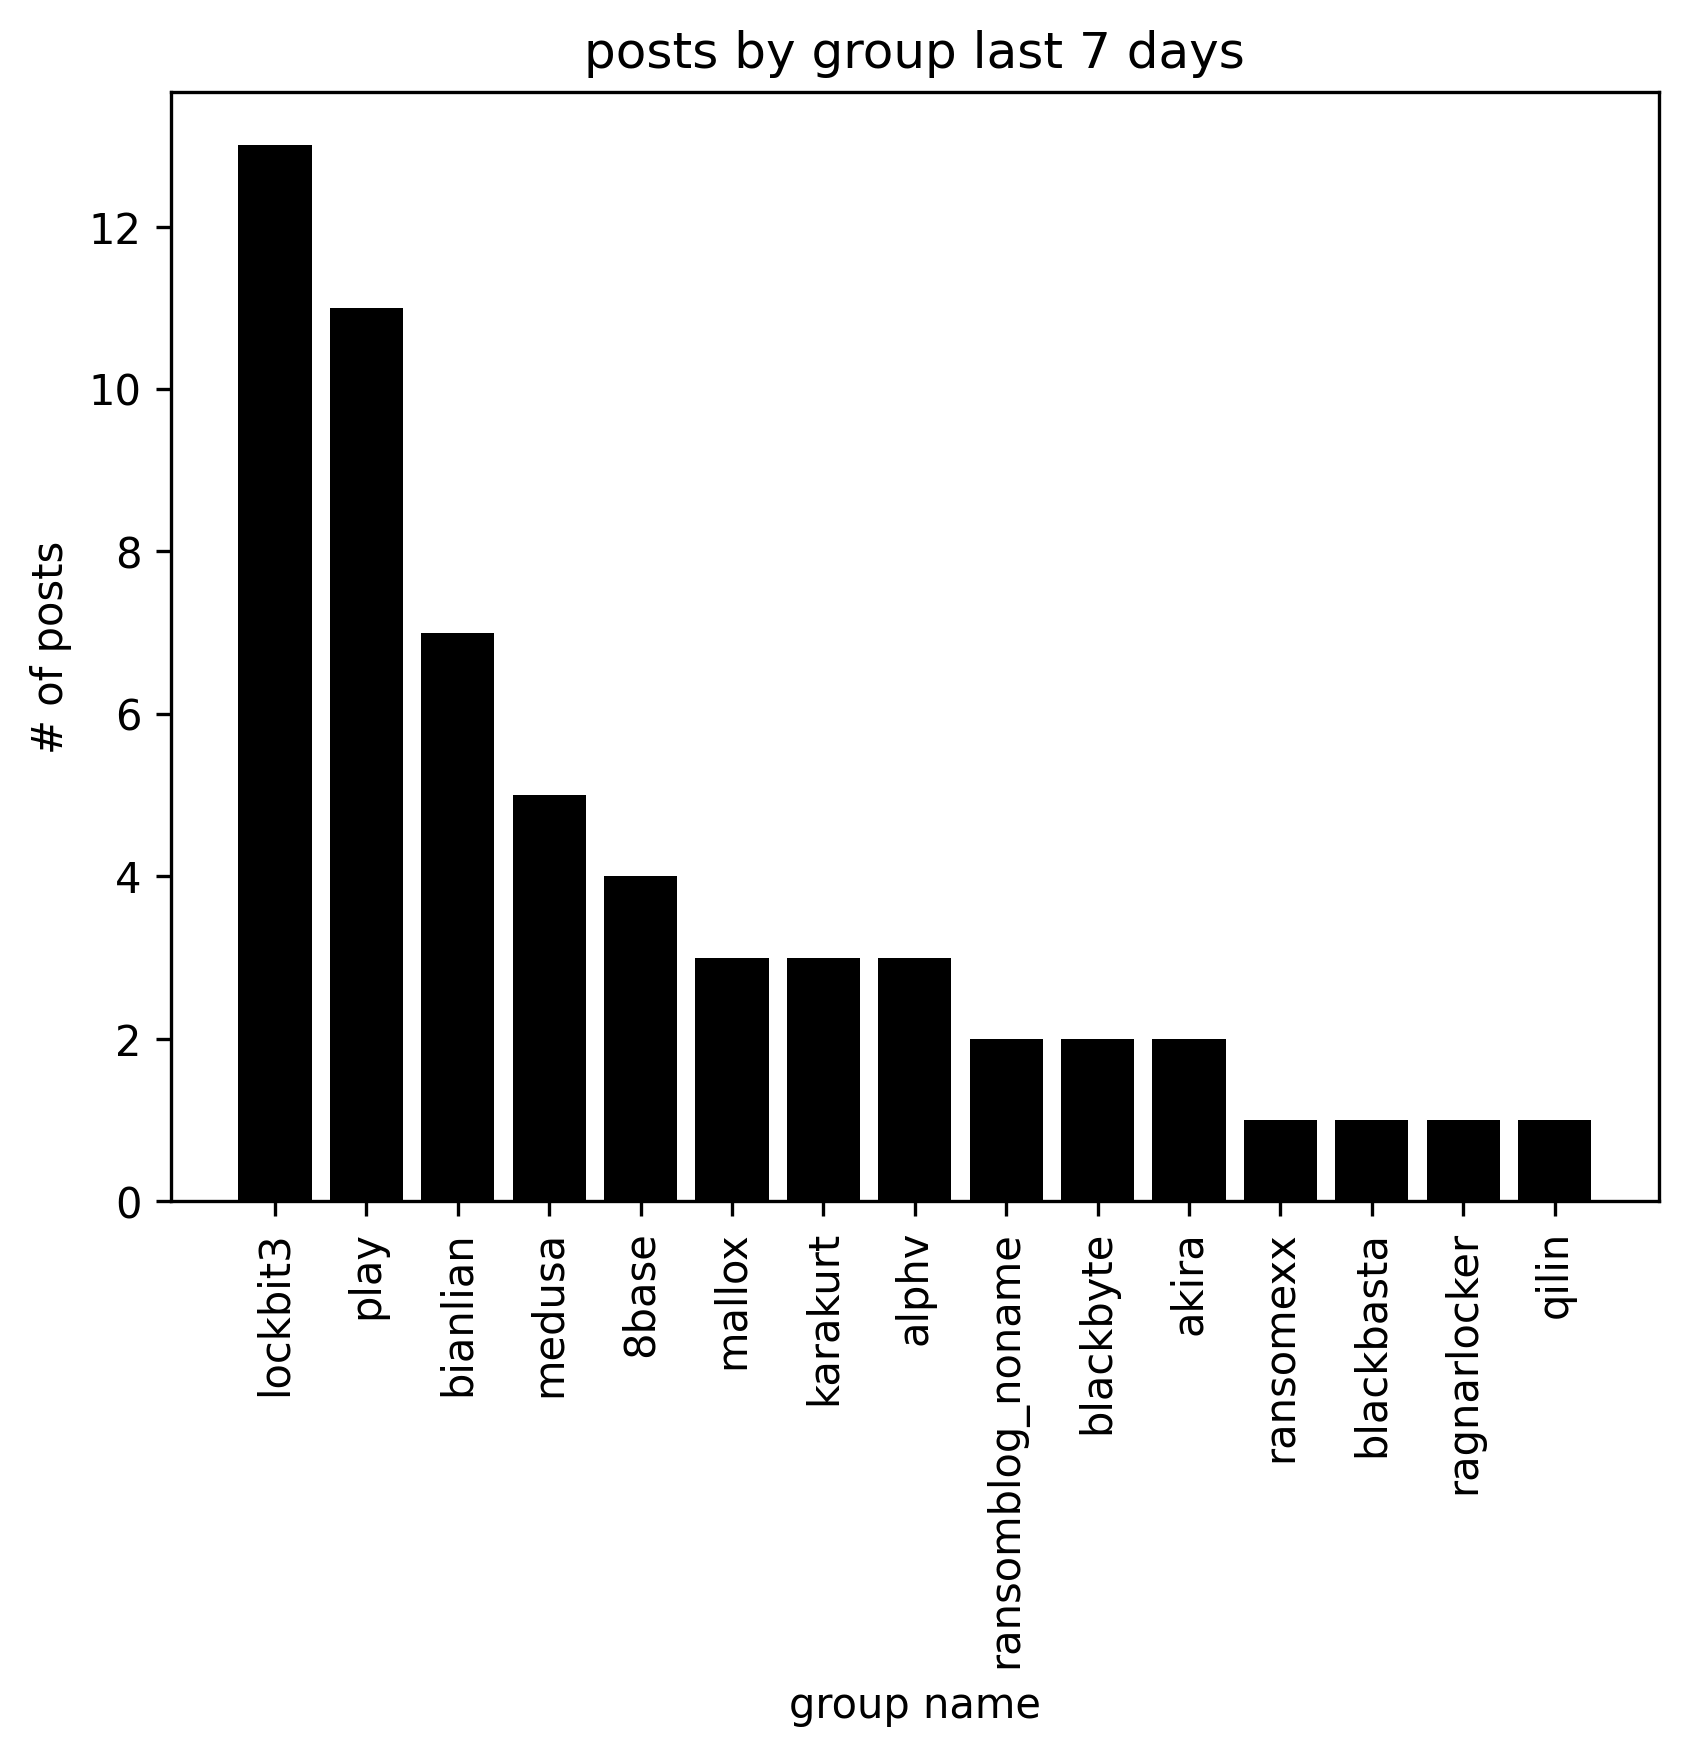 posts by group last 7 days
# of posts
12
10
8
6
4
2
0
lockbit3
play
bianlian
medusa
8base
mallox
karakurt
alphv
ransomblog_noname
blackbyte
akira
ransomexx
blackbasta
ragnarlocker
qilin
group name